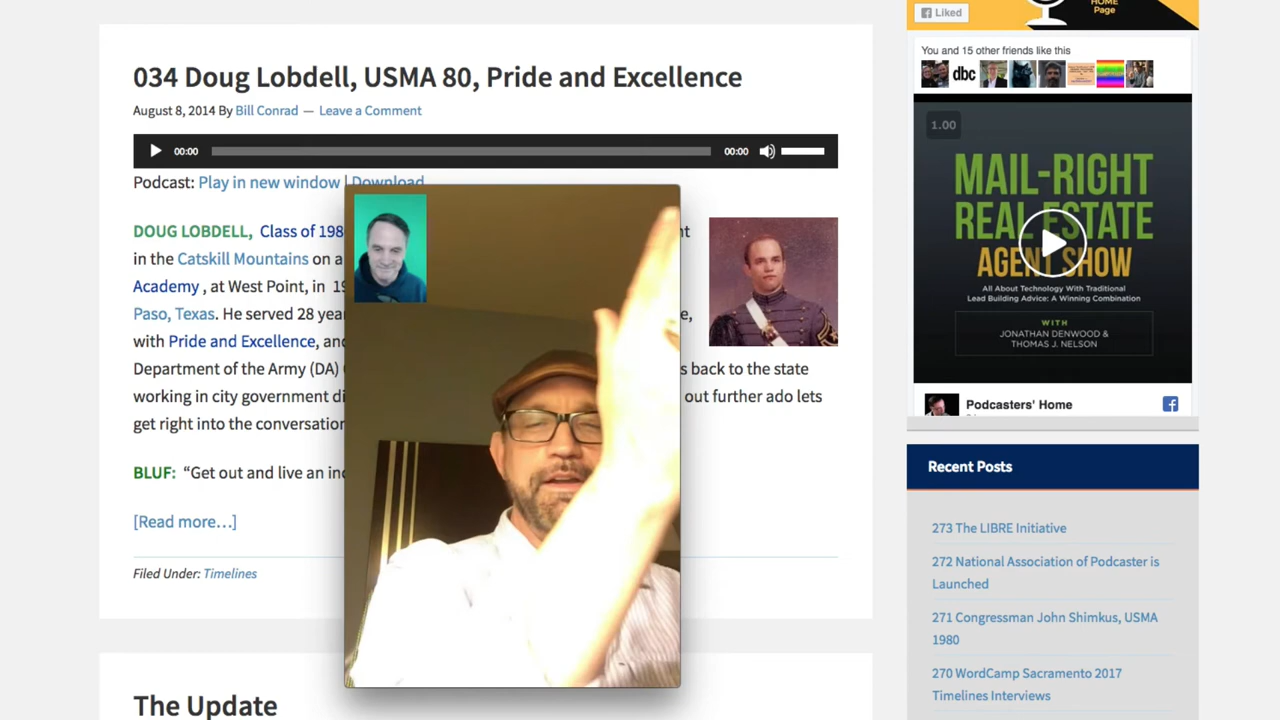 034 Doug Lobdell, USMA 80, Pride and Excellence
August 8, 2014 By Bill Conrad — Leave a Comment
00:00
00:00
Podcast: Play in new window | Download
DOUG LOBDELL, Class of 198
in the Catskill Mountains on a
Academy , at West Point, in 19
Paso, Texas. He served 28 yea
with Pride and Excellence, an
Department of the Army (DA)
s back to the state
working in city government di
out further ado lets
get right into the conversation
BLUF: “Get out and live an in
[Read more…]
Filed Under: Timelines
The Update
HOME
Page
Liked
You and 15 other friends like this
dbc
1.00
MAIL-RIGHT
REAL ESTATE
AGENT SHOW
All About Technology With Traditional
Lead Building Advice: A Winning Combination
WITH
JONATHAN DENWOOD &
THOMAS J. NELSON
Podcasters' Home
Recent Posts
273 The LIBRE Initiative
272 National Association of Podcaster is
Launched
271 Congressman John Shimkus, USMA
1980
270 WordCamp Sacramento 2017
Timelines Interviews